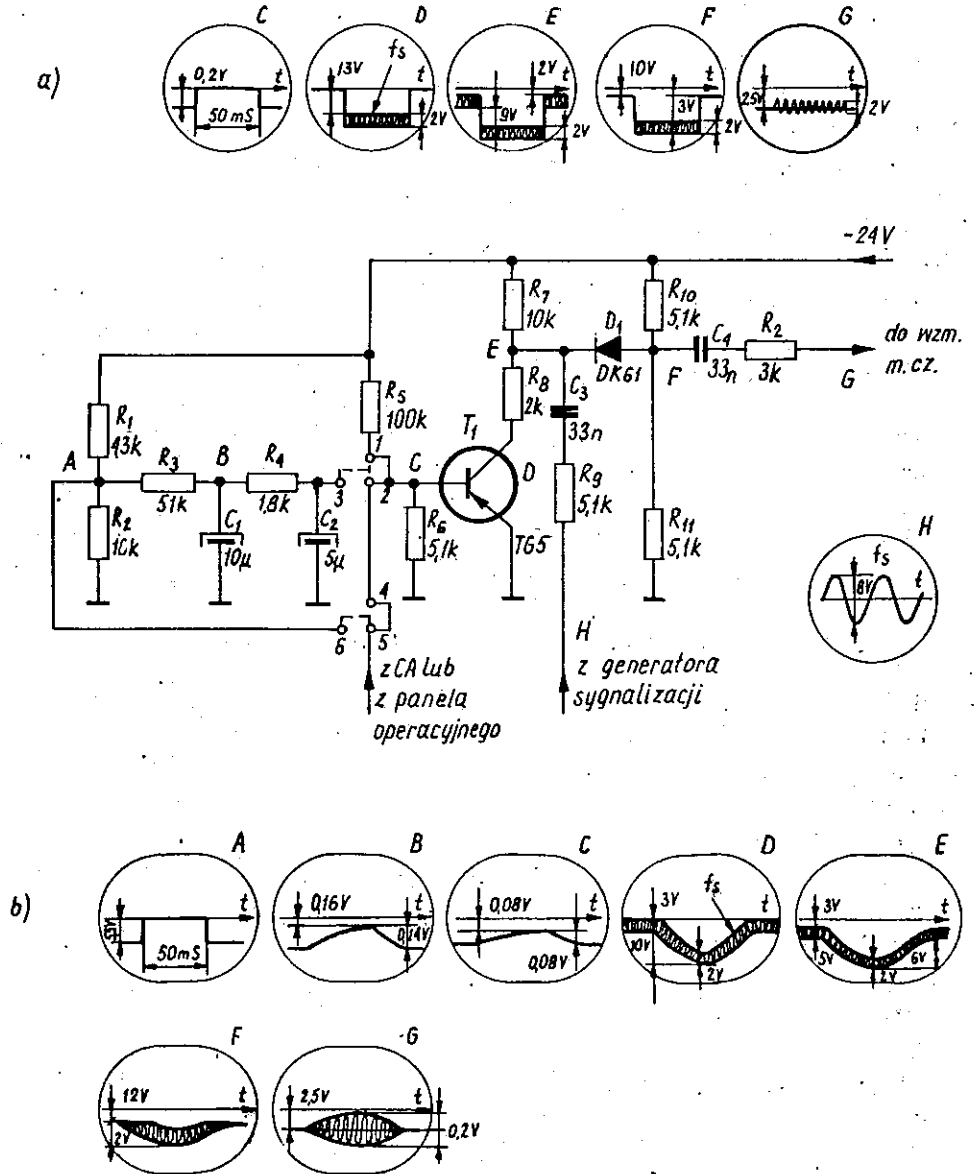 a)
C
0,2V
t
50 mS
D
13V
fs
t
2V
E
2V
t
9V
2V
F
10V
t
3V
2V
G
t
25V
2V
-24V
R7
10k
R10
5,1k
D1
DK61
C4
33n
R2
3k
do wzm.
m.cz.
E
F
G
R5
100k
R8
2k
C3
33n
T1
D
TG5
R1
43k
A
R3
51k
B
R4
1,8k
1
3
2
C
R9
5,1k
R2
10k
C1
10µ
C2
5µ
R6
5,1k
R11
5,1k
4
6
5
H
fs
t
8V
H
z CA lub
z panela
operacyjnego
z generatora
sygnalizacji
b)
A
t
50mS
B
0,16V
t
0,14V
C
0,08V
t
0,08V
D
3V
fs
t
10V
2V
E
3V
t
5V
2V
6V
F
12V
t
2V
G
2,5V
t
0,2V